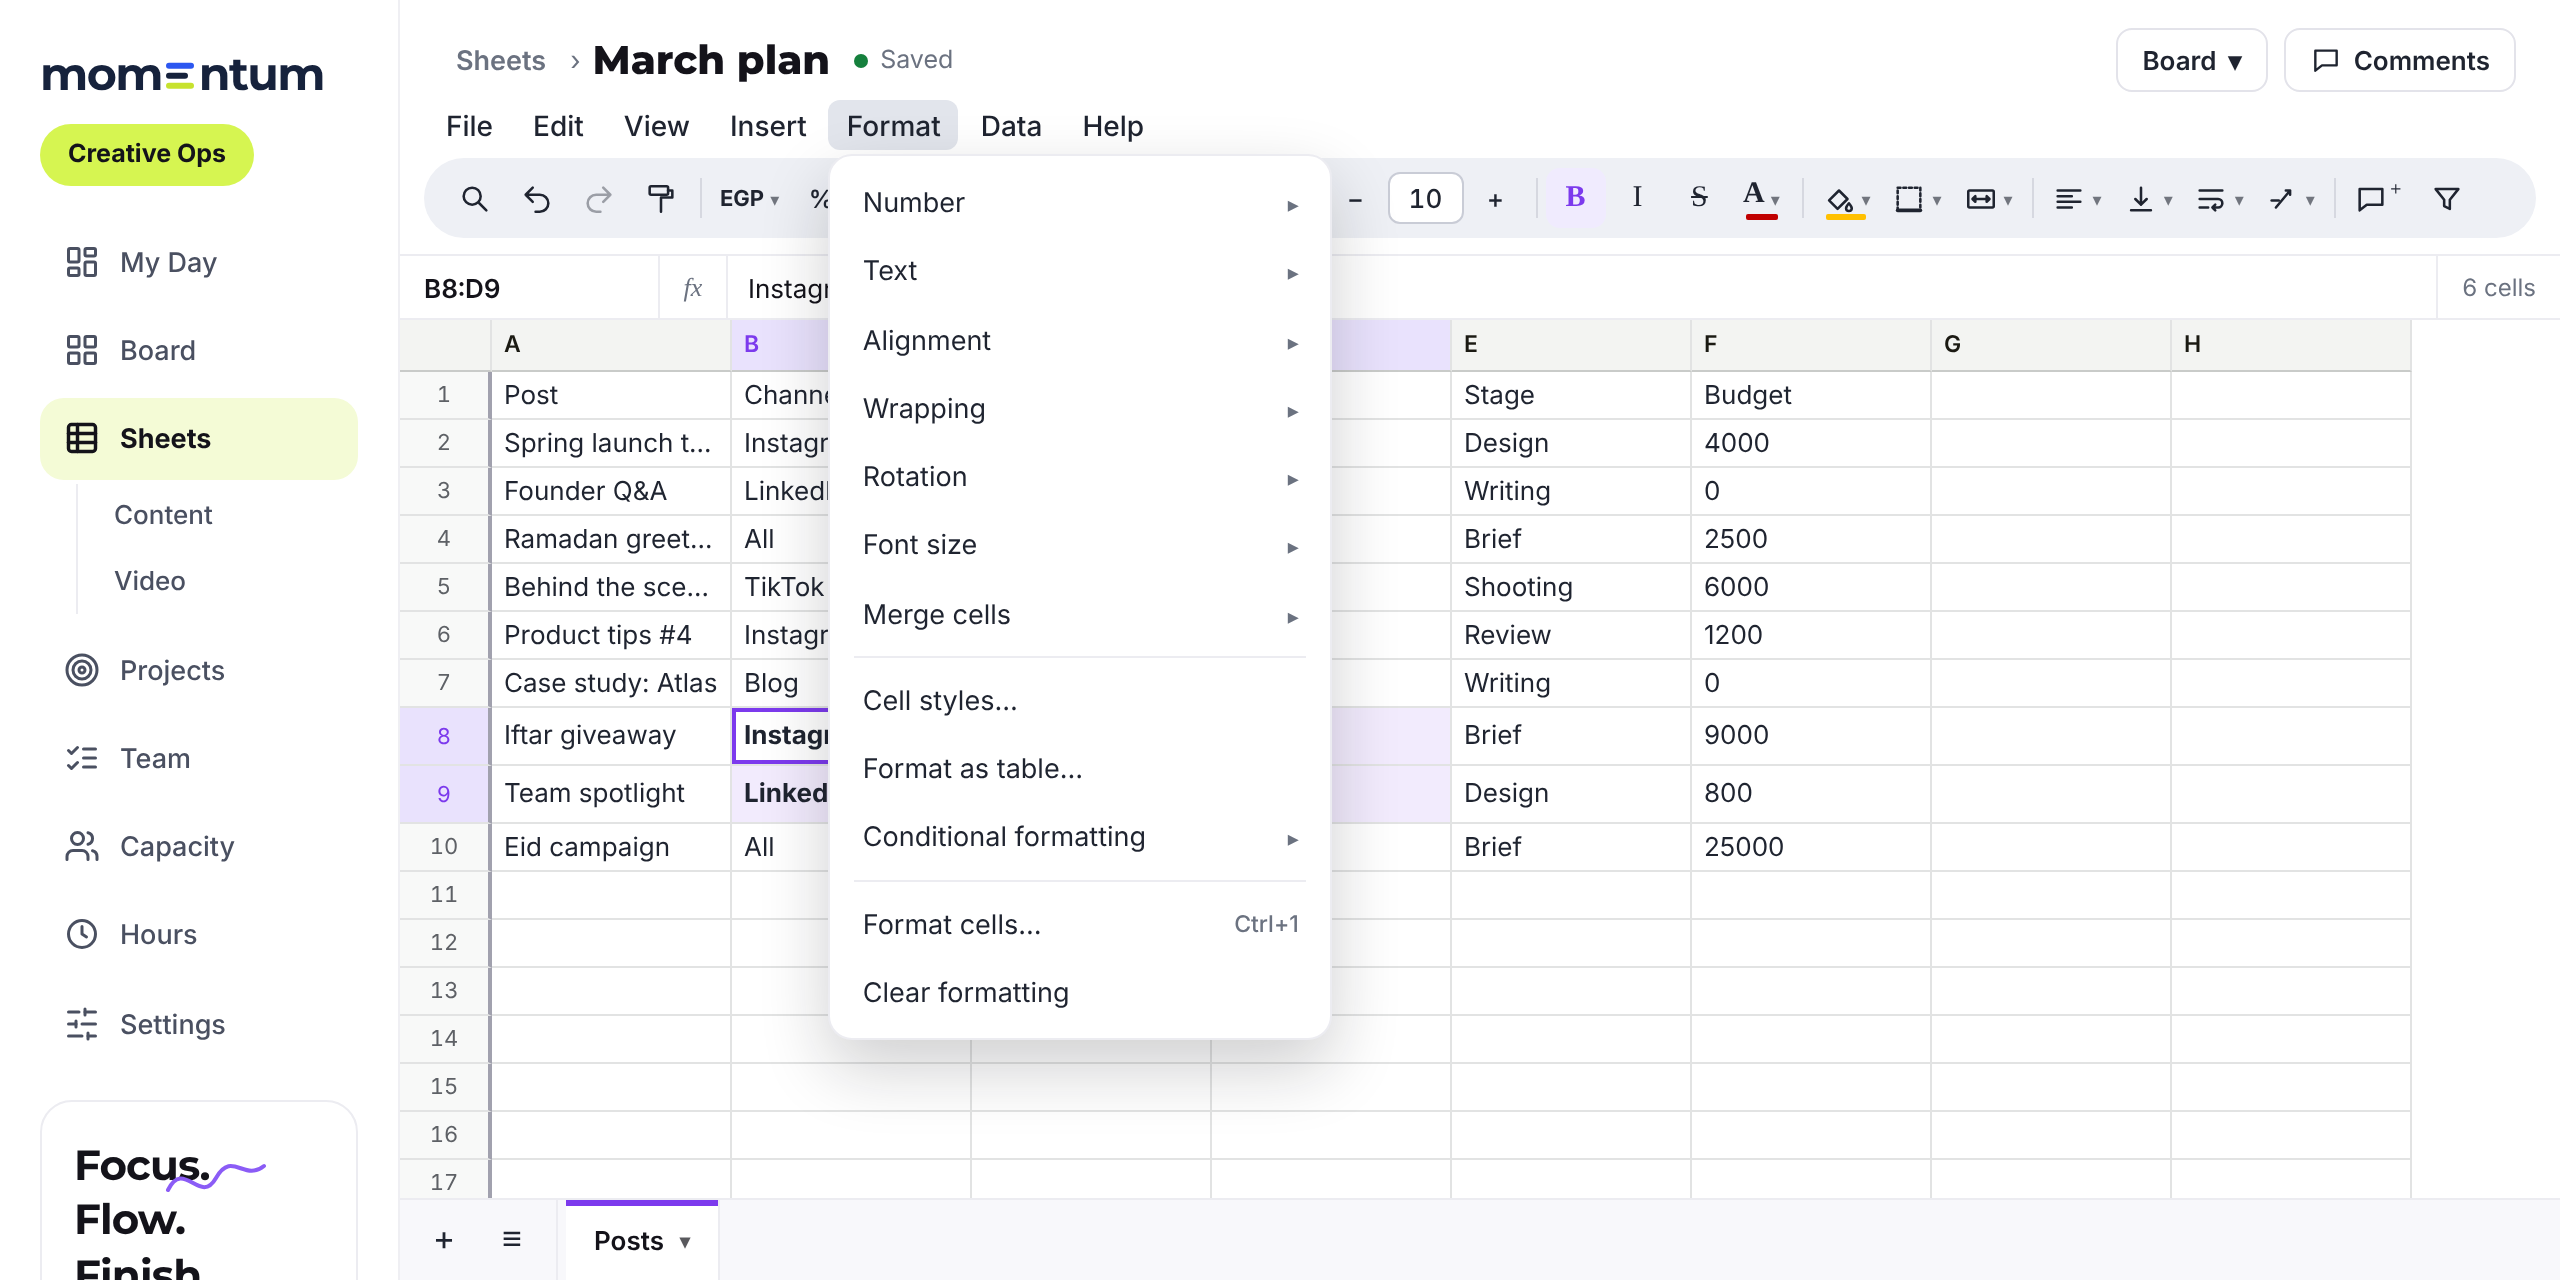 momentum
Creative Ops
My Day
Board
Sheets
Content
Video
Projects
Team
Capacity
Hours
Settings
Focus.
Flow.
Finish
Sheets › March plan Saved
Board ▾ Comments
File Edit View Insert Format Data Help
EGP ▾ % − 10 + B I S A
B8:D9 fx Instagr 6 cells
Number
Text
Alignment
Wrapping
Rotation
Font size
Merge cells
Cell styles...
Format as table...
Conditional formatting
Format cells... Ctrl+1
Clear formatting
A B E F G H
1 Post Channe Stage Budget
2 Spring launch t... Instagr Design 4000
3 Founder Q&A LinkedI Writing 0
4 Ramadan greet... All Brief 2500
5 Behind the sce... TikTok Shooting 6000
6 Product tips #4 Instagr Review 1200
7 Case study: Atlas Blog Writing 0
8 Iftar giveaway Instagr Brief 9000
9 Team spotlight Linked Design 800
10 Eid campaign All Brief 25000
11
12
13
14
15
16
17
+ ≡ Posts ▾